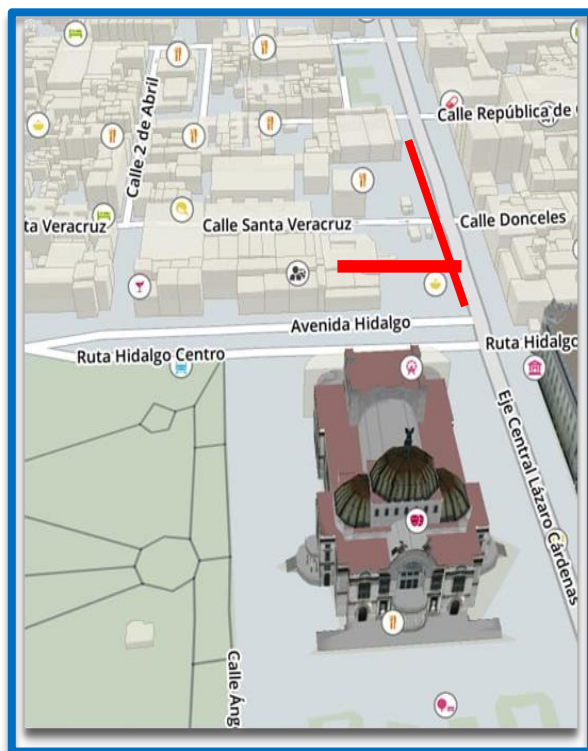 Calle República de
Calle 2 de Abril
ta Veracruz
Calle Santa Veracruz
Calle Donceles
Avenida Hidalgo
Ruta Hidalgo Centro
Ruta Hidalgo
Eje Central Lázaro Cárdenas
Calle Áng